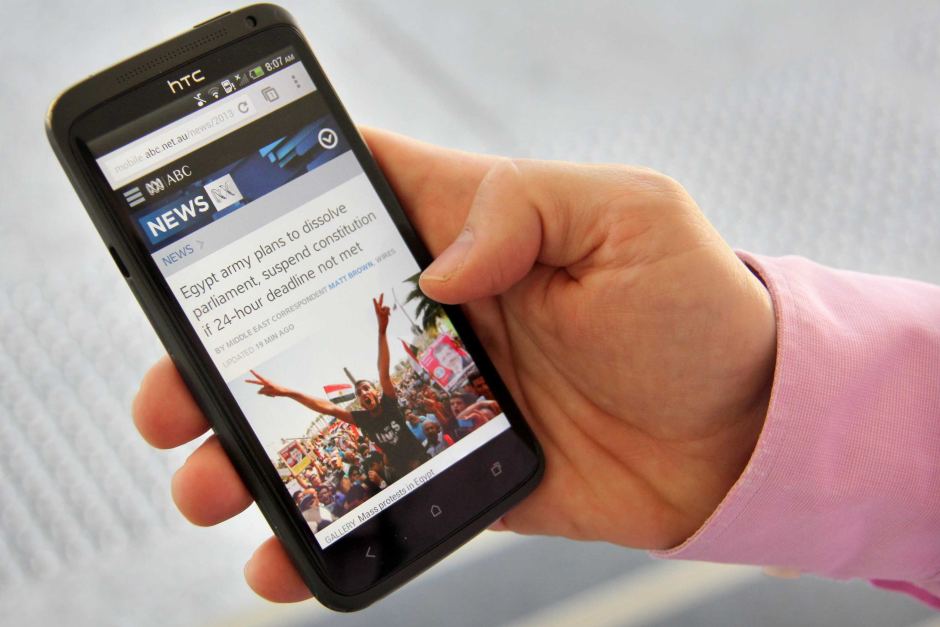 hTC
8:07 AM
mobile.abc.net.au/news/2013
1
ABC
NEWS
NEWS
Egypt army plans to dissolve
parliament, suspend constitution
if 24-hour deadline not met
BY MIDDLE EAST CORRESPONDENT MATT BROWN, WIRES
UPDATED 19 MIN AGO
GALLERY Mass protests in Egypt